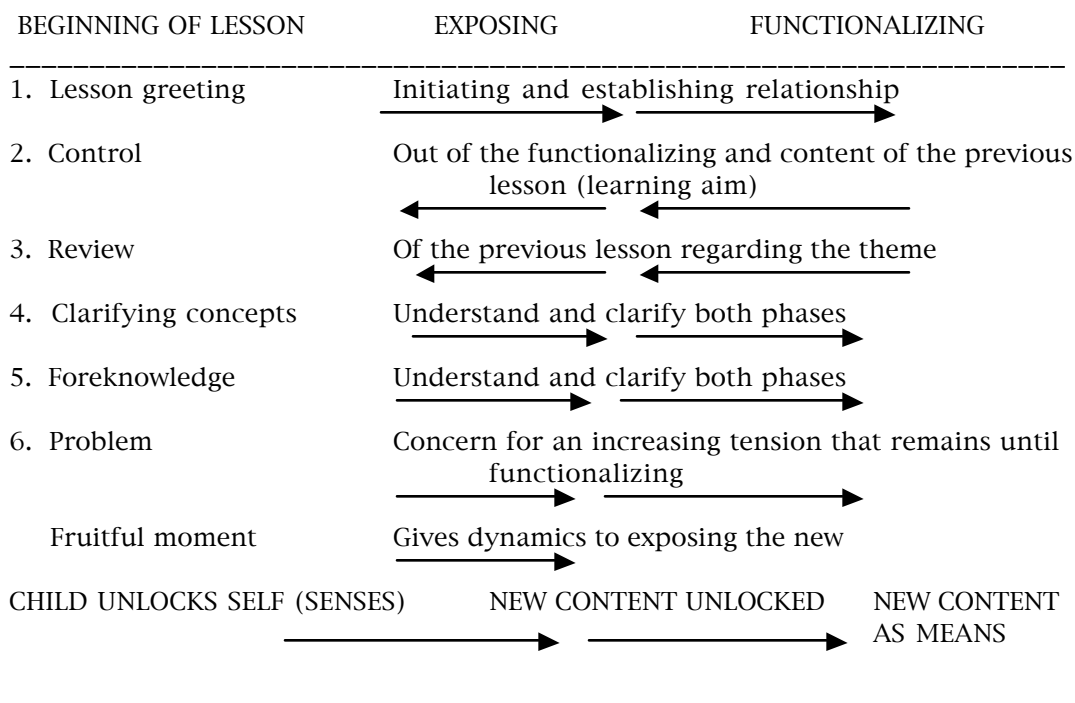 BEGINNING OF LESSON EXPOSING FUNCTIONALIZING
1. Lesson greeting Initiating and establishing relationship
2. Control Out of the functionalizing and content of the previous
lesson (learning aim)
3. Review Of the previous lesson regarding the theme
4. Clarifying concepts Understand and clarify both phases
5. Foreknowledge Understand and clarify both phases
6. Problem Concern for an increasing tension that remains until
functionalizing
Fruitful moment Gives dynamics to exposing the new
CHILD UNLOCKS SELF (SENSES) NEW CONTENT UNLOCKED NEW CONTENT
AS MEANS